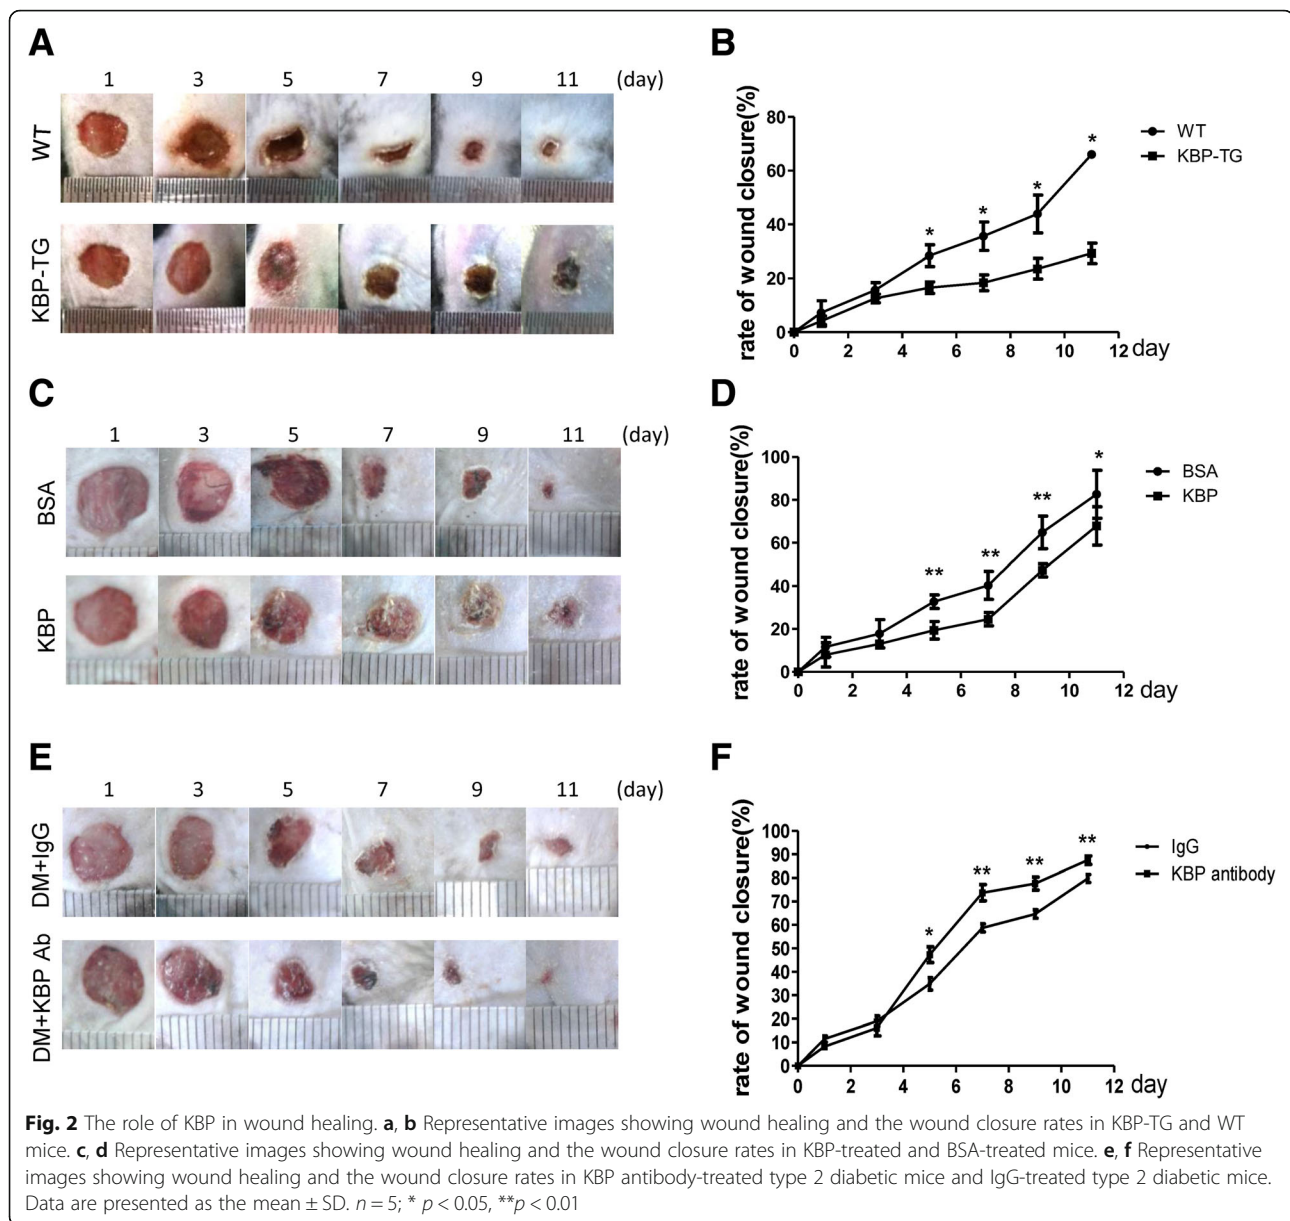 A
1 3 5 7 9 11 (day)
WT
KBP-TG
B
rate of wound closure(%)
80
60
40
20
0
0 2 4 6 8 10 12 day
* * * *
WT
KBP-TG
C
1 3 5 7 9 11 (day)
BSA
KBP
D
rate of wound closure(%)
100
80
60
40
20
0
0 2 4 6 8 10 12 day
** ** ** *
BSA
KBP
E
1 3 5 7 9 11 (day)
DM+IgG
DM+KBP Ab
F
rate of wound closure(%)
100
90
80
70
60
50
40
30
20
10
0
0 2 4 6 8 10 12 day
* ** ** **
IgG
KBP antibody
Fig. 2 The role of KBP in wound healing. a, b Representative images showing wound healing and the wound closure rates in KBP-TG and WT
mice. c, d Representative images showing wound healing and the wound closure rates in KBP-treated and BSA-treated mice. e, f Representative
images showing wound healing and the wound closure rates in KBP antibody-treated type 2 diabetic mice and IgG-treated type 2 diabetic mice.
Data are presented as the mean ± SD. n = 5; * p < 0.05, **p < 0.01